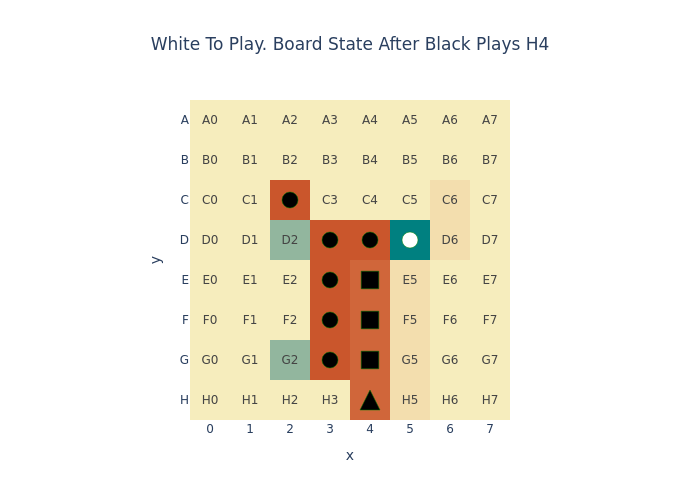 White To Play. Board State After Black Plays H4
A A0 A1 A2 A3 A4 A5 A6 A7
B B0 B1 B2 B3 B4 B5 B6 B7
C C0 C1 C3 C4 C5 C6 C7
D D0 D1 D2 D6 D7
y
E E0 E1 E2 E5 E6 E7
F F0 F1 F2 F5 F6 F7
G G0 G1 G2 G5 G6 G7
H H0 H1 H2 H3 H5 H6 H7
0 1 2 3 4 5 6 7
x